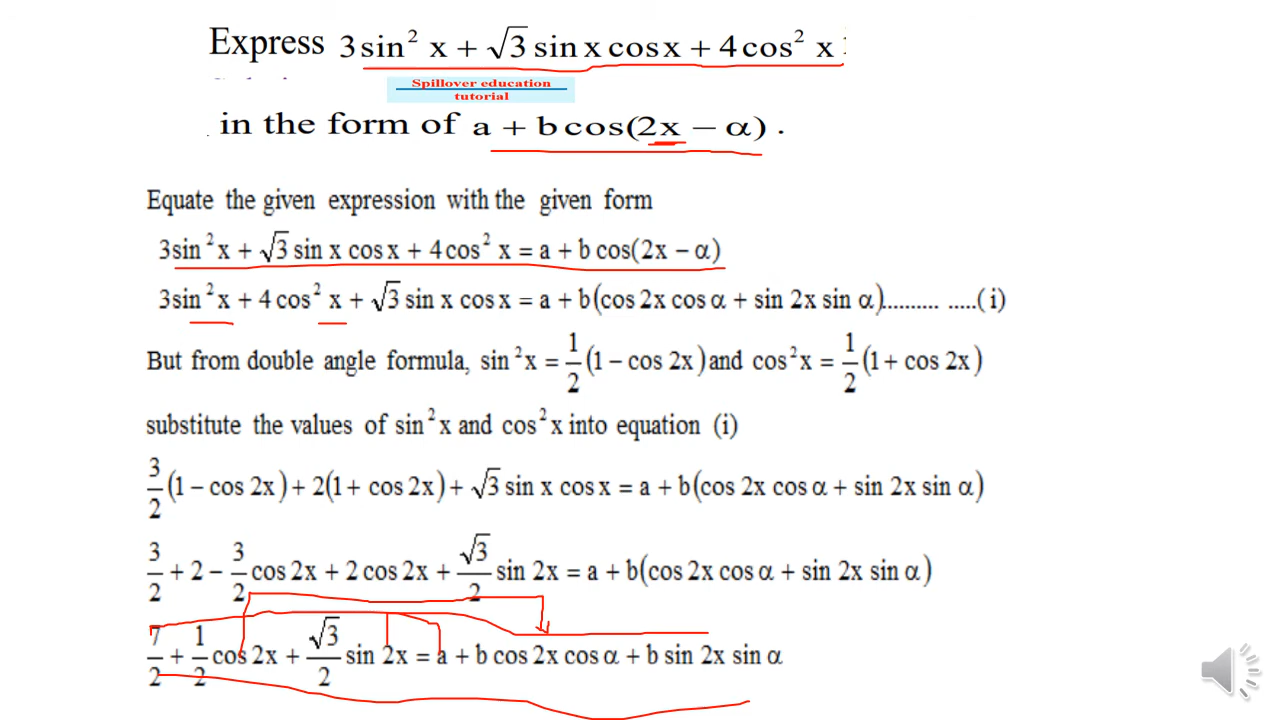 Express 3sin² x + √3 sin x cos x + 4cos² x
Spillover education
tutorial
in the form of a + b cos(2x − α) .
Equate the given expression with the given form
3sin²x + √3 sin x cos x + 4cos² x = a + b cos(2x − α)
3sin²x + 4cos² x + √3 sin x cos x = a + b(cos 2x cos α + sin 2x sin α).......... .....(i)
But from double angle formula, sin²x = 1/2(1 − cos 2x) and cos²x = 1/2(1 + cos 2x)
substitute the values of sin²x and cos²x into equation (i)
3/2(1 − cos 2x) + 2(1 + cos 2x) + √3 sin x cos x = a + b(cos 2x cos α + sin 2x sin α)
3/2 + 2 − 3/2 cos 2x + 2 cos 2x + √3/2 sin 2x = a + b(cos 2x cos α + sin 2x sin α)
7/2 + 1/2 cos 2x + √3/2 sin 2x = a + b cos 2x cos α + b sin 2x sin α